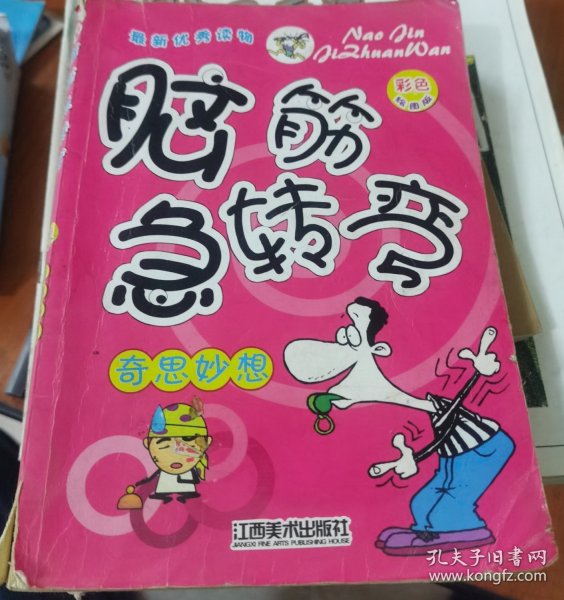 最新优秀读物
Nao Jin
JiZhuanWan
彩色
绘图版
脑筋
急转弯
奇思妙想
江西美术出版社
JIANGXI FINE ARTS PUBLISHING HOUSE
孔夫子旧书网
www.kongfz.com